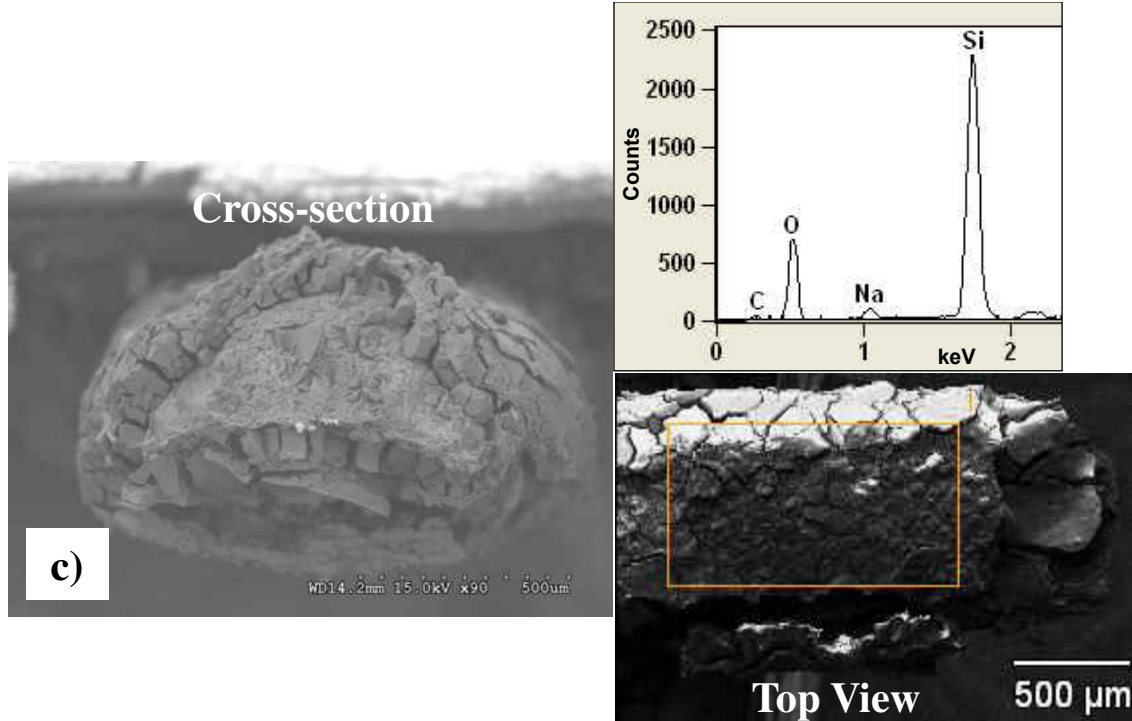 Cross-section
c)
WD14.2mm 15.0kV x90 500um
2500
2000
1500
1000
500
0
Counts
C
O
Na
Si
0
1
2
keV
Top View
500 μm